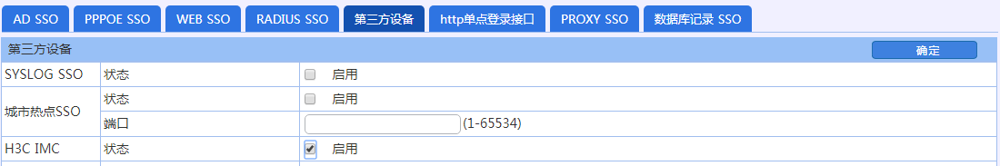 AD SSO PPPOE SSO WEB SSO RADIUS SSO 第三方设备 http单点登录接口 PROXY SSO 数据库记录 SSO
第三方设备 确定
SYSLOG SSO 状态 启用
城市热点SSO 状态 启用
端口 (1-65534)
H3C IMC 状态 启用